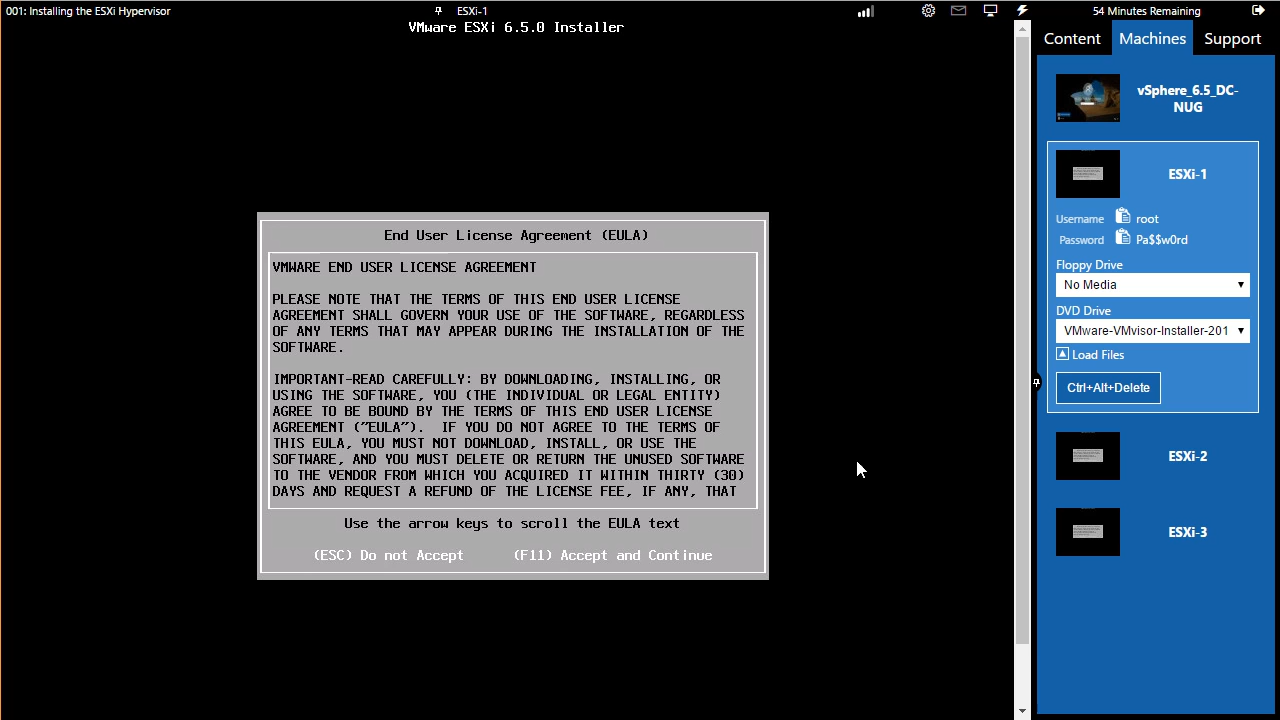 001: Installing the ESXi Hypervisor
ESXi-1
54 Minutes Remaining
VMware ESXi 6.5.0 Installer
End User License Agreement (EULA)
VMWARE END USER LICENSE AGREEMENT
PLEASE NOTE THAT THE TERMS OF THIS END USER LICENSE
AGREEMENT SHALL GOVERN YOUR USE OF THE SOFTWARE, REGARDLESS
OF ANY TERMS THAT MAY APPEAR DURING THE INSTALLATION OF THE
SOFTWARE.
IMPORTANT-READ CAREFULLY: BY DOWNLOADING, INSTALLING, OR
USING THE SOFTWARE, YOU (THE INDIVIDUAL OR LEGAL ENTITY)
AGREE TO BE BOUND BY THE TERMS OF THIS END USER LICENSE
AGREEMENT ("EULA"). IF YOU DO NOT AGREE TO THE TERMS OF
THIS EULA, YOU MUST NOT DOWNLOAD, INSTALL, OR USE THE
SOFTWARE, AND YOU MUST DELETE OR RETURN THE UNUSED SOFTWARE
TO THE VENDOR FROM WHICH YOU ACQUIRED IT WITHIN THIRTY (30)
DAYS AND REQUEST A REFUND OF THE LICENSE FEE, IF ANY, THAT
Use the arrow keys to scroll the EULA text
(ESC) Do not Accept (F11) Accept and Continue
Content Machines Support
vSphere_6.5_DC-
NUG
ESXi-1
Username root
Password Pa$$w0rd
Floppy Drive
No Media
DVD Drive
VMware-VMvisor-Installer-201
Load Files
Ctrl+Alt+Delete
ESXi-2
ESXi-3